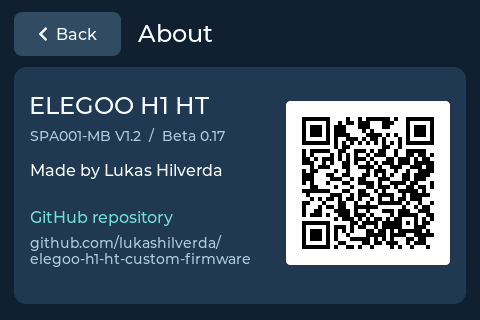 Back
About
ELEGOO H1 HT
SPA001-MB V1.2 / Beta 0.17
Made by Lukas Hilverda
GitHub repository
github.com/lukashilverda/
elegoo-h1-ht-custom-firmware